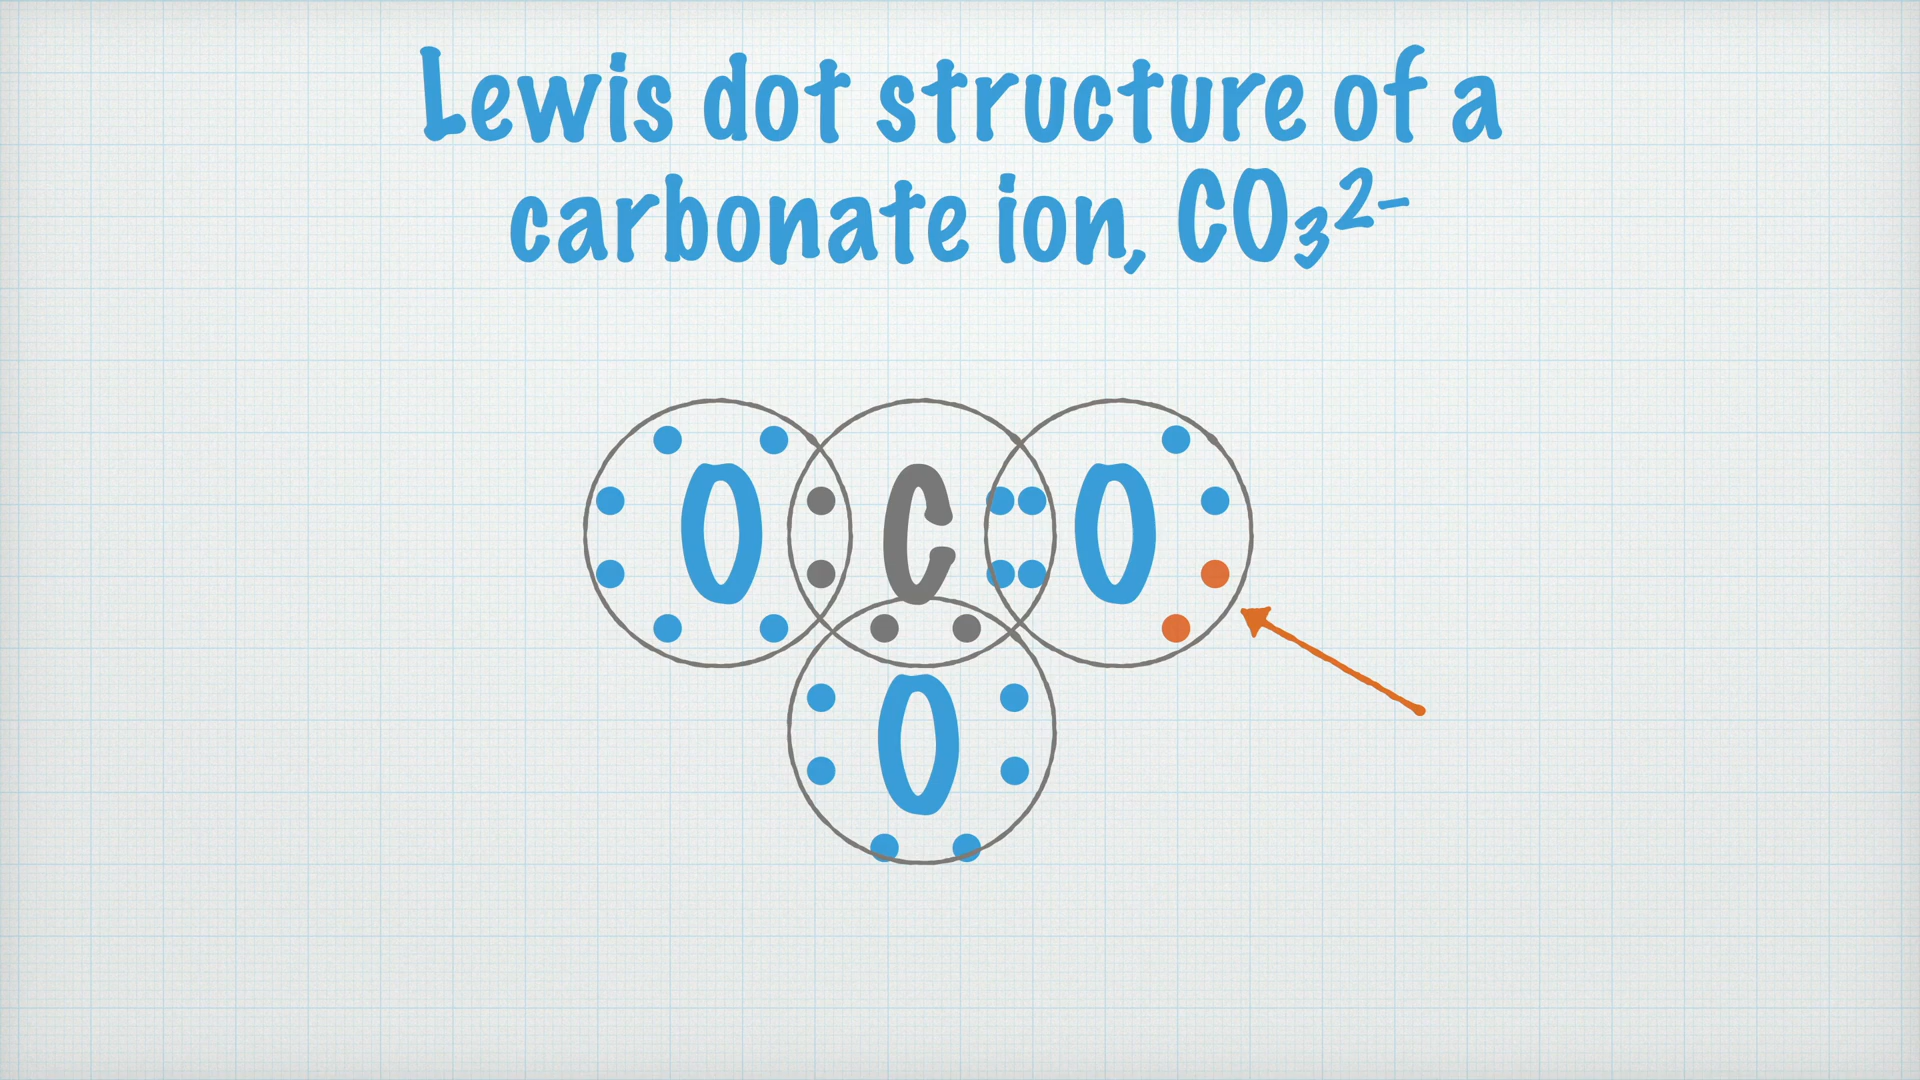 Lewis dot structure of a
carbonate ion, CO₃²⁻
O C O
O